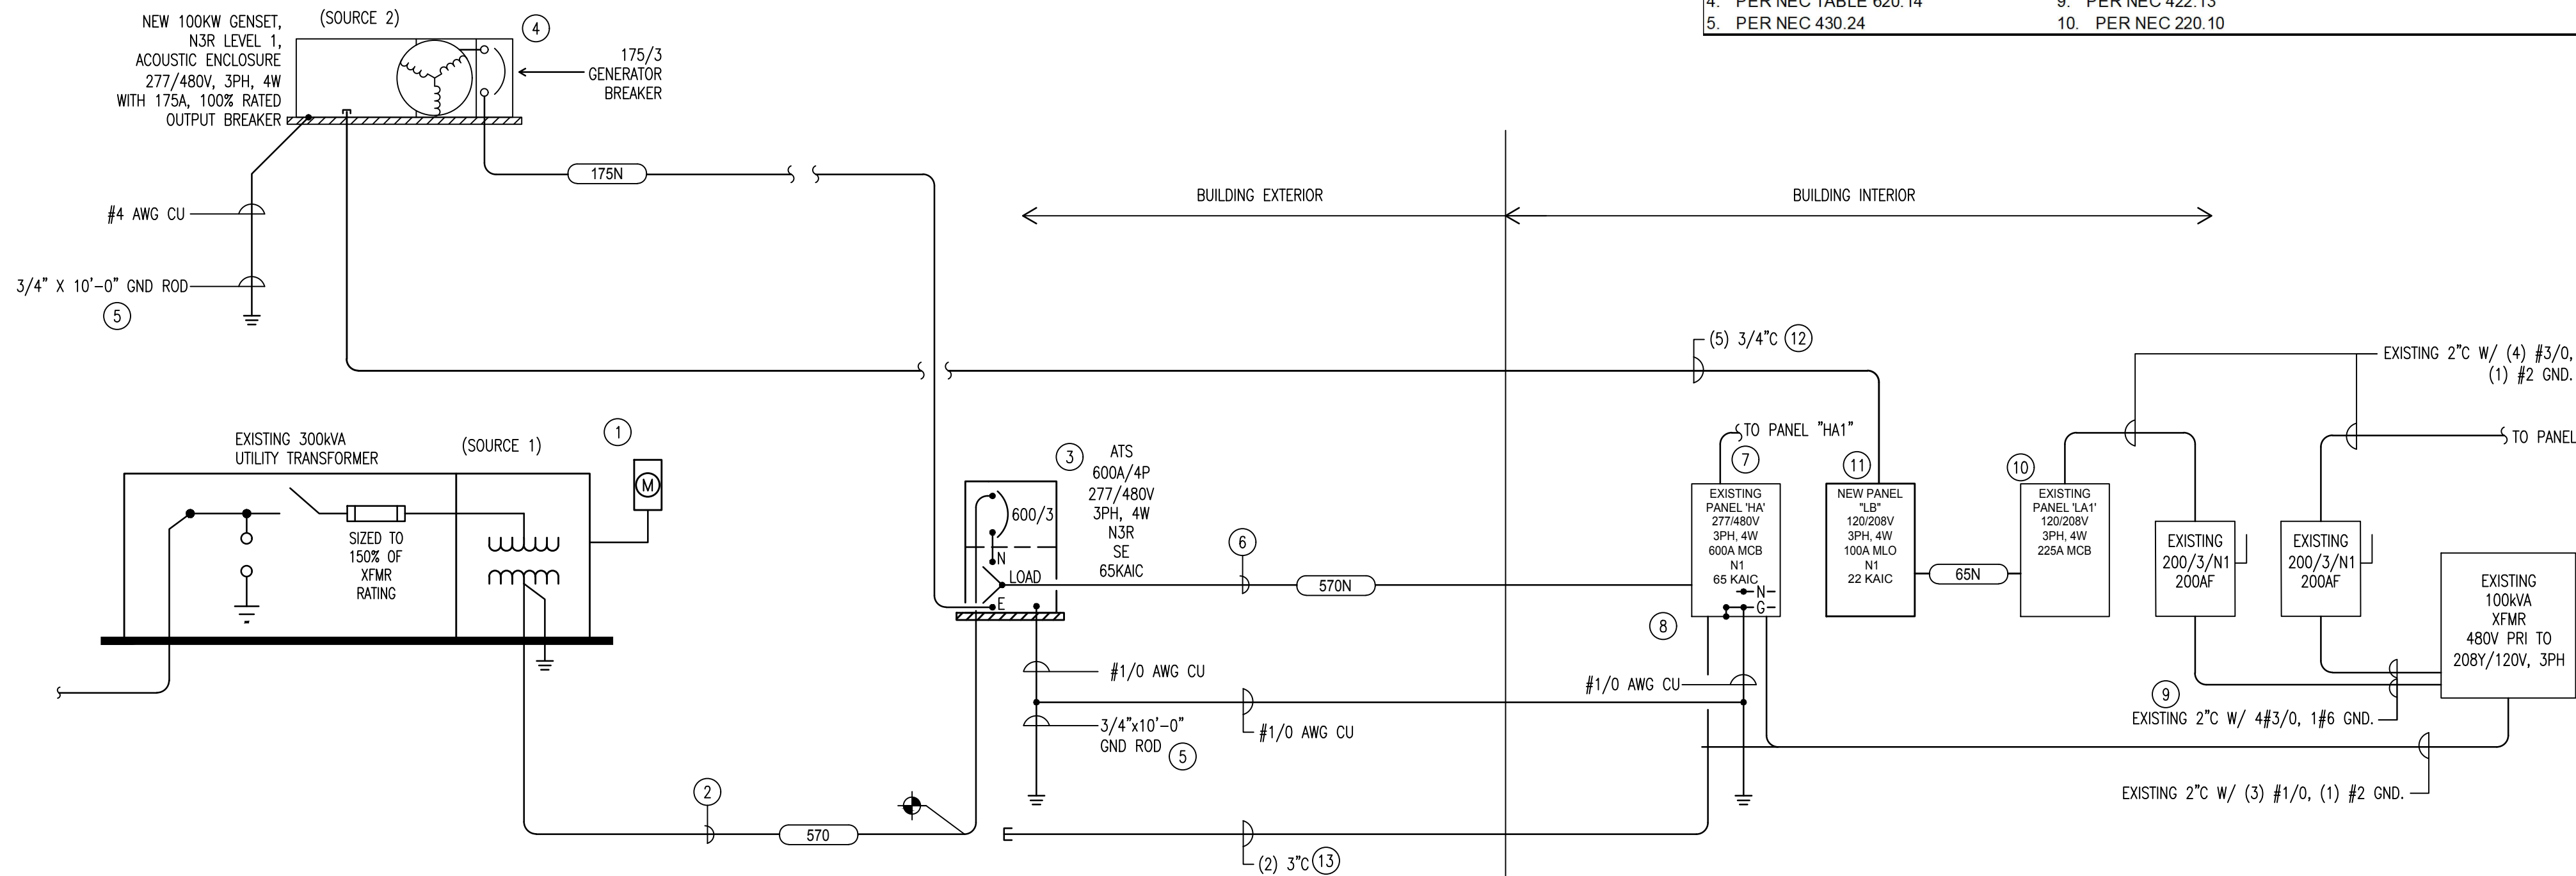 4. PER NEC TABLE 620.14
9. PER NEC 422.13
5. PER NEC 430.24
10. PER NEC 220.10
NEW 100KW GENSET,
N3R LEVEL 1,
ACOUSTIC ENCLOSURE
277/480V, 3PH, 4W
WITH 175A, 100% RATED
OUTPUT BREAKER
(SOURCE 2)
4
175/3
GENERATOR
BREAKER
175N
#4 AWG CU
3/4" X 10'-0" GND ROD
5
BUILDING EXTERIOR
BUILDING INTERIOR
(5) 3/4"C 12
EXISTING 2"C W/ (4) #3/0,
(1) #2 GND.
EXISTING 300kVA
UTILITY TRANSFORMER
(SOURCE 1)
1
M
SIZED TO
150% OF
XFMR
RATING
3
ATS
600A/4P
277/480V
3PH, 4W
N3R
SE
65KAIC
600/3
N
LOAD
E
6
570N
TO PANEL "HA1"
7
EXISTING
PANEL 'HA'
277/480V
3PH, 4W
600A MCB
N1
65 KAIC
N
G
8
11
NEW PANEL
"LB"
120/208V
3PH, 4W
100A MLO
N1
22 KAIC
65N
10
EXISTING
PANEL 'LA1'
120/208V
3PH, 4W
225A MCB
TO PANEL
EXISTING
200/3/N1
200AF
EXISTING
200/3/N1
200AF
EXISTING
100kVA
XFMR
480V PRI TO
208Y/120V, 3PH
#1/0 AWG CU
3/4"x10'-0"
GND ROD 5
#1/0 AWG CU
#1/0 AWG CU
9
EXISTING 2"C W/ 4#3/0, 1#6 GND.
EXISTING 2"C W/ (3) #1/0, (1) #2 GND.
2
570
E
(2) 3"C 13